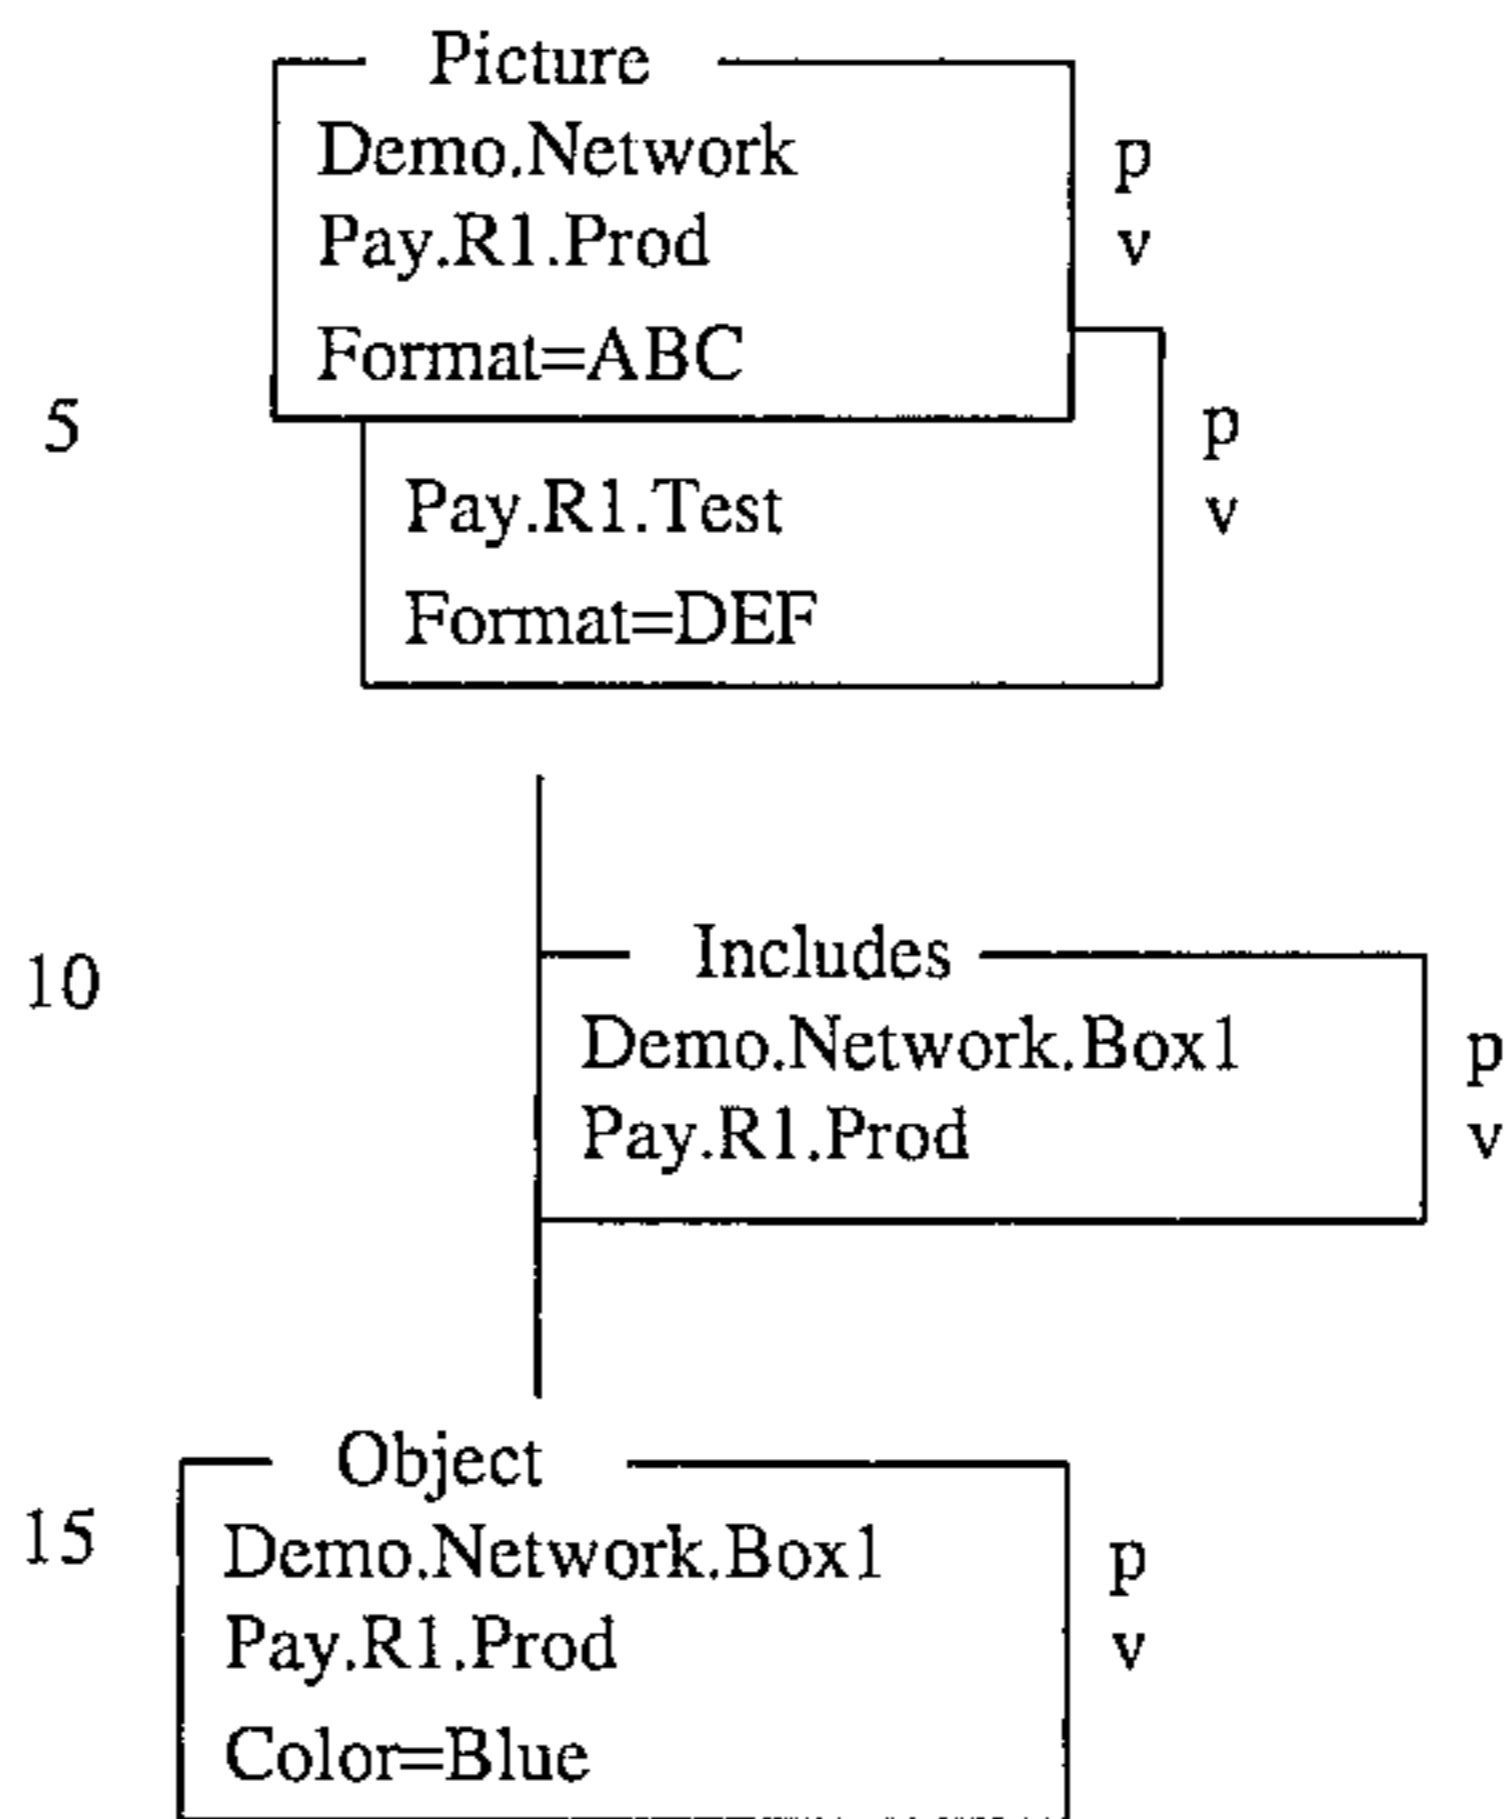 Picture
Demo.Network p
Pay.R1.Prod v
Format=ABC
5 p
Pay.R1.Test v
Format=DEF
10 Includes
Demo.Network.Box1 p
Pay.R1.Prod v
Object
15 Demo.Network.Box1 p
Pay.R1.Prod v
Color=Blue